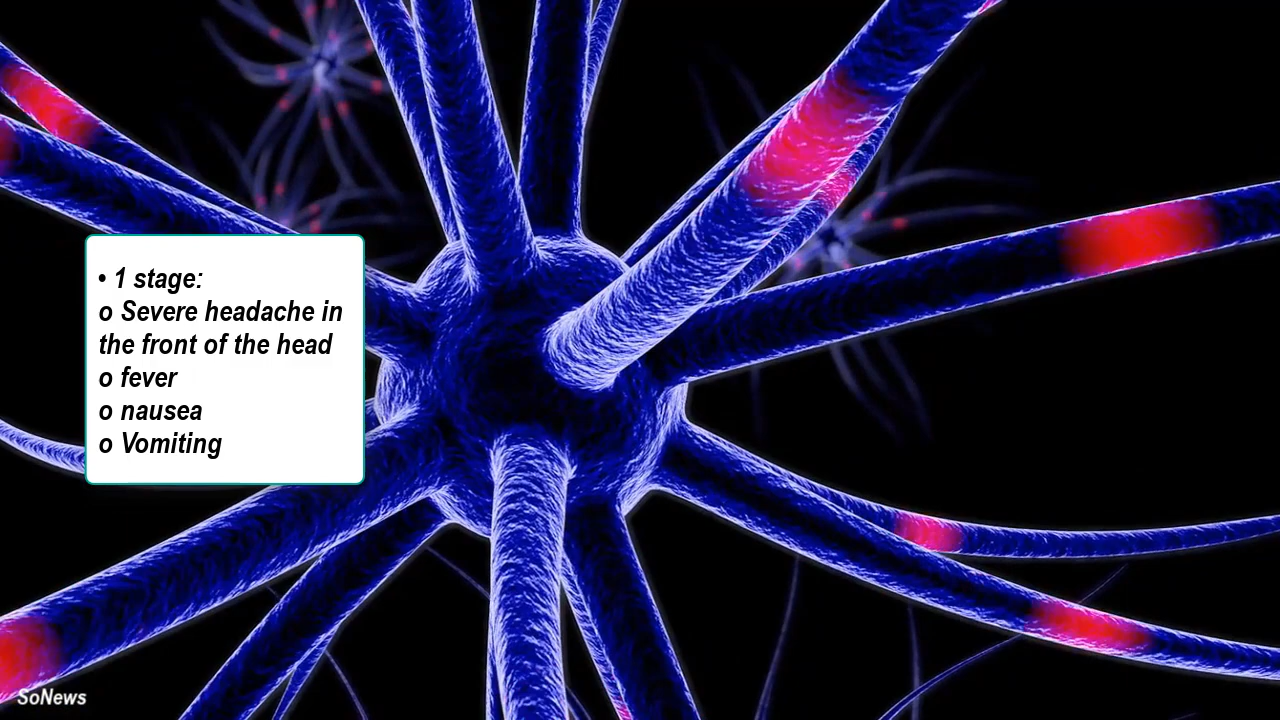 • 1 stage:
o Severe headache in
the front of the head
o fever
o nausea
o Vomiting
SoNews